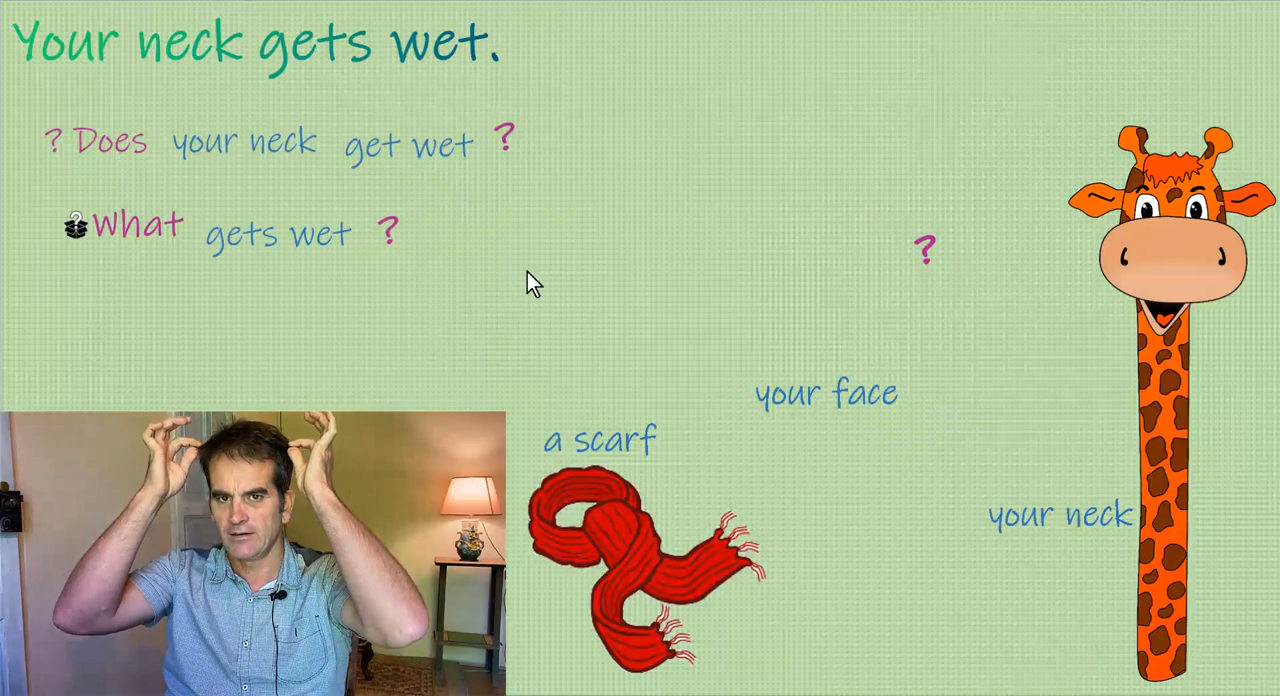 Your neck gets wet.
? Does your neck get wet ?
? What gets wet ?
?
your face
a scarf
your neck